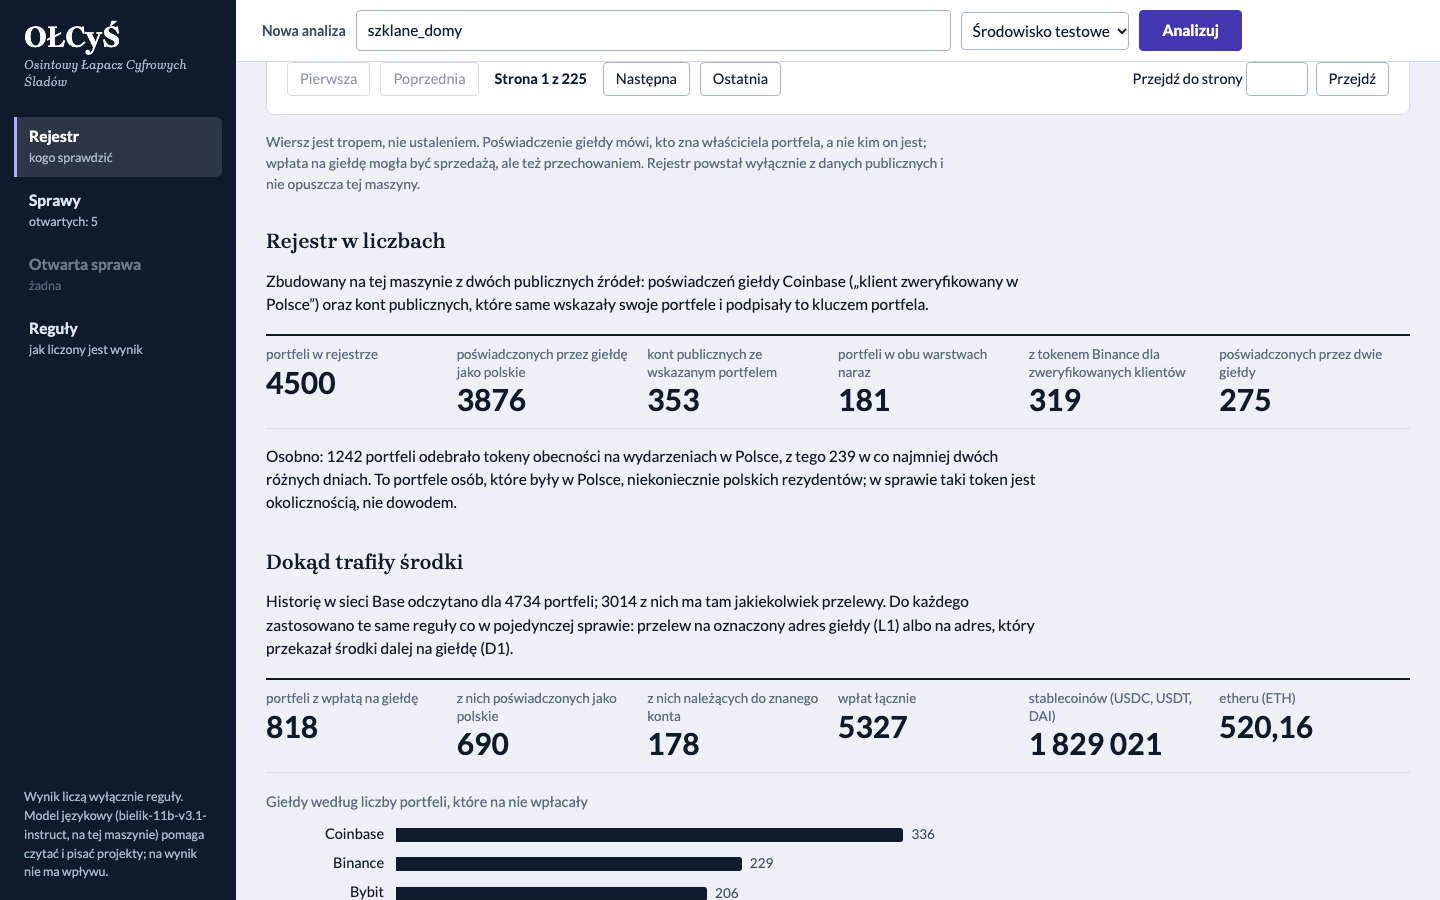 OŁCyŚ
Osintowy Łapacz Cyfrowych
Śladów
Rejestr
kogo sprawdzić
Sprawy
otwartych: 5
Otwarta sprawa
żadna
Reguły
jak liczony jest wynik
Wynik liczą wyłącznie reguły.
Model językowy (bielik-11b-v3.1-
instruct, na tej maszynie) pomaga
czytać i pisać projekty; na wynik
nie ma wpływu.
Nowa analiza szklane_domy Środowisko testowe Analizuj
Pierwsza Poprzednia Strona 1 z 225 Następna Ostatnia Przejdź do strony Przejdź
Wiersz jest tropem, nie ustaleniem. Poświadczenie giełdy mówi, kto zna właściciela portfela, a nie kim on jest;
wpłata na giełdę mogła być sprzedażą, ale też przechowaniem. Rejestr powstał wyłącznie z danych publicznych i
nie opuszcza tej maszyny.
Rejestr w liczbach
Zbudowany na tej maszynie z dwóch publicznych źródeł: poświadczeń giełdy Coinbase („klient zweryfikowany w
Polsce”) oraz kont publicznych, które same wskazały swoje portfele i podpisały to kluczem portfela.
portfeli w rejestrze
4500
poświadczonych przez giełdę
jako polskie
3876
kont publicznych ze
wskazanym portfelem
353
portfeli w obu warstwach
naraz
181
z tokenem Binance dla
zweryfikowanych klientów
319
poświadczonych przez dwie
giełdy
275
Osobno: 1242 portfeli odebrało tokeny obecności na wydarzeniach w Polsce, z tego 239 w co najmniej dwóch
różnych dniach. To portfele osób, które były w Polsce, niekoniecznie polskich rezydentów; w sprawie taki token jest
okolicznością, nie dowodem.
Dokąd trafiły środki
Historię w sieci Base odczytano dla 4734 portfeli; 3014 z nich ma tam jakiekolwiek przelewy. Do każdego
zastosowano te same reguły co w pojedynczej sprawie: przelew na oznaczony adres giełdy (L1) albo na adres, który
przekazał środki dalej na giełdę (D1).
portfeli z wpłatą na giełdę
818
z nich poświadczonych jako
polskie
690
z nich należących do znanego
konta
178
wpłat łącznie
5327
stablecoinów (USDC, USDT,
DAI)
1 829 021
etheru (ETH)
520,16
Giełdy według liczby portfeli, które na nie wpłacały
Coinbase 336
Binance 229
Bybit 206